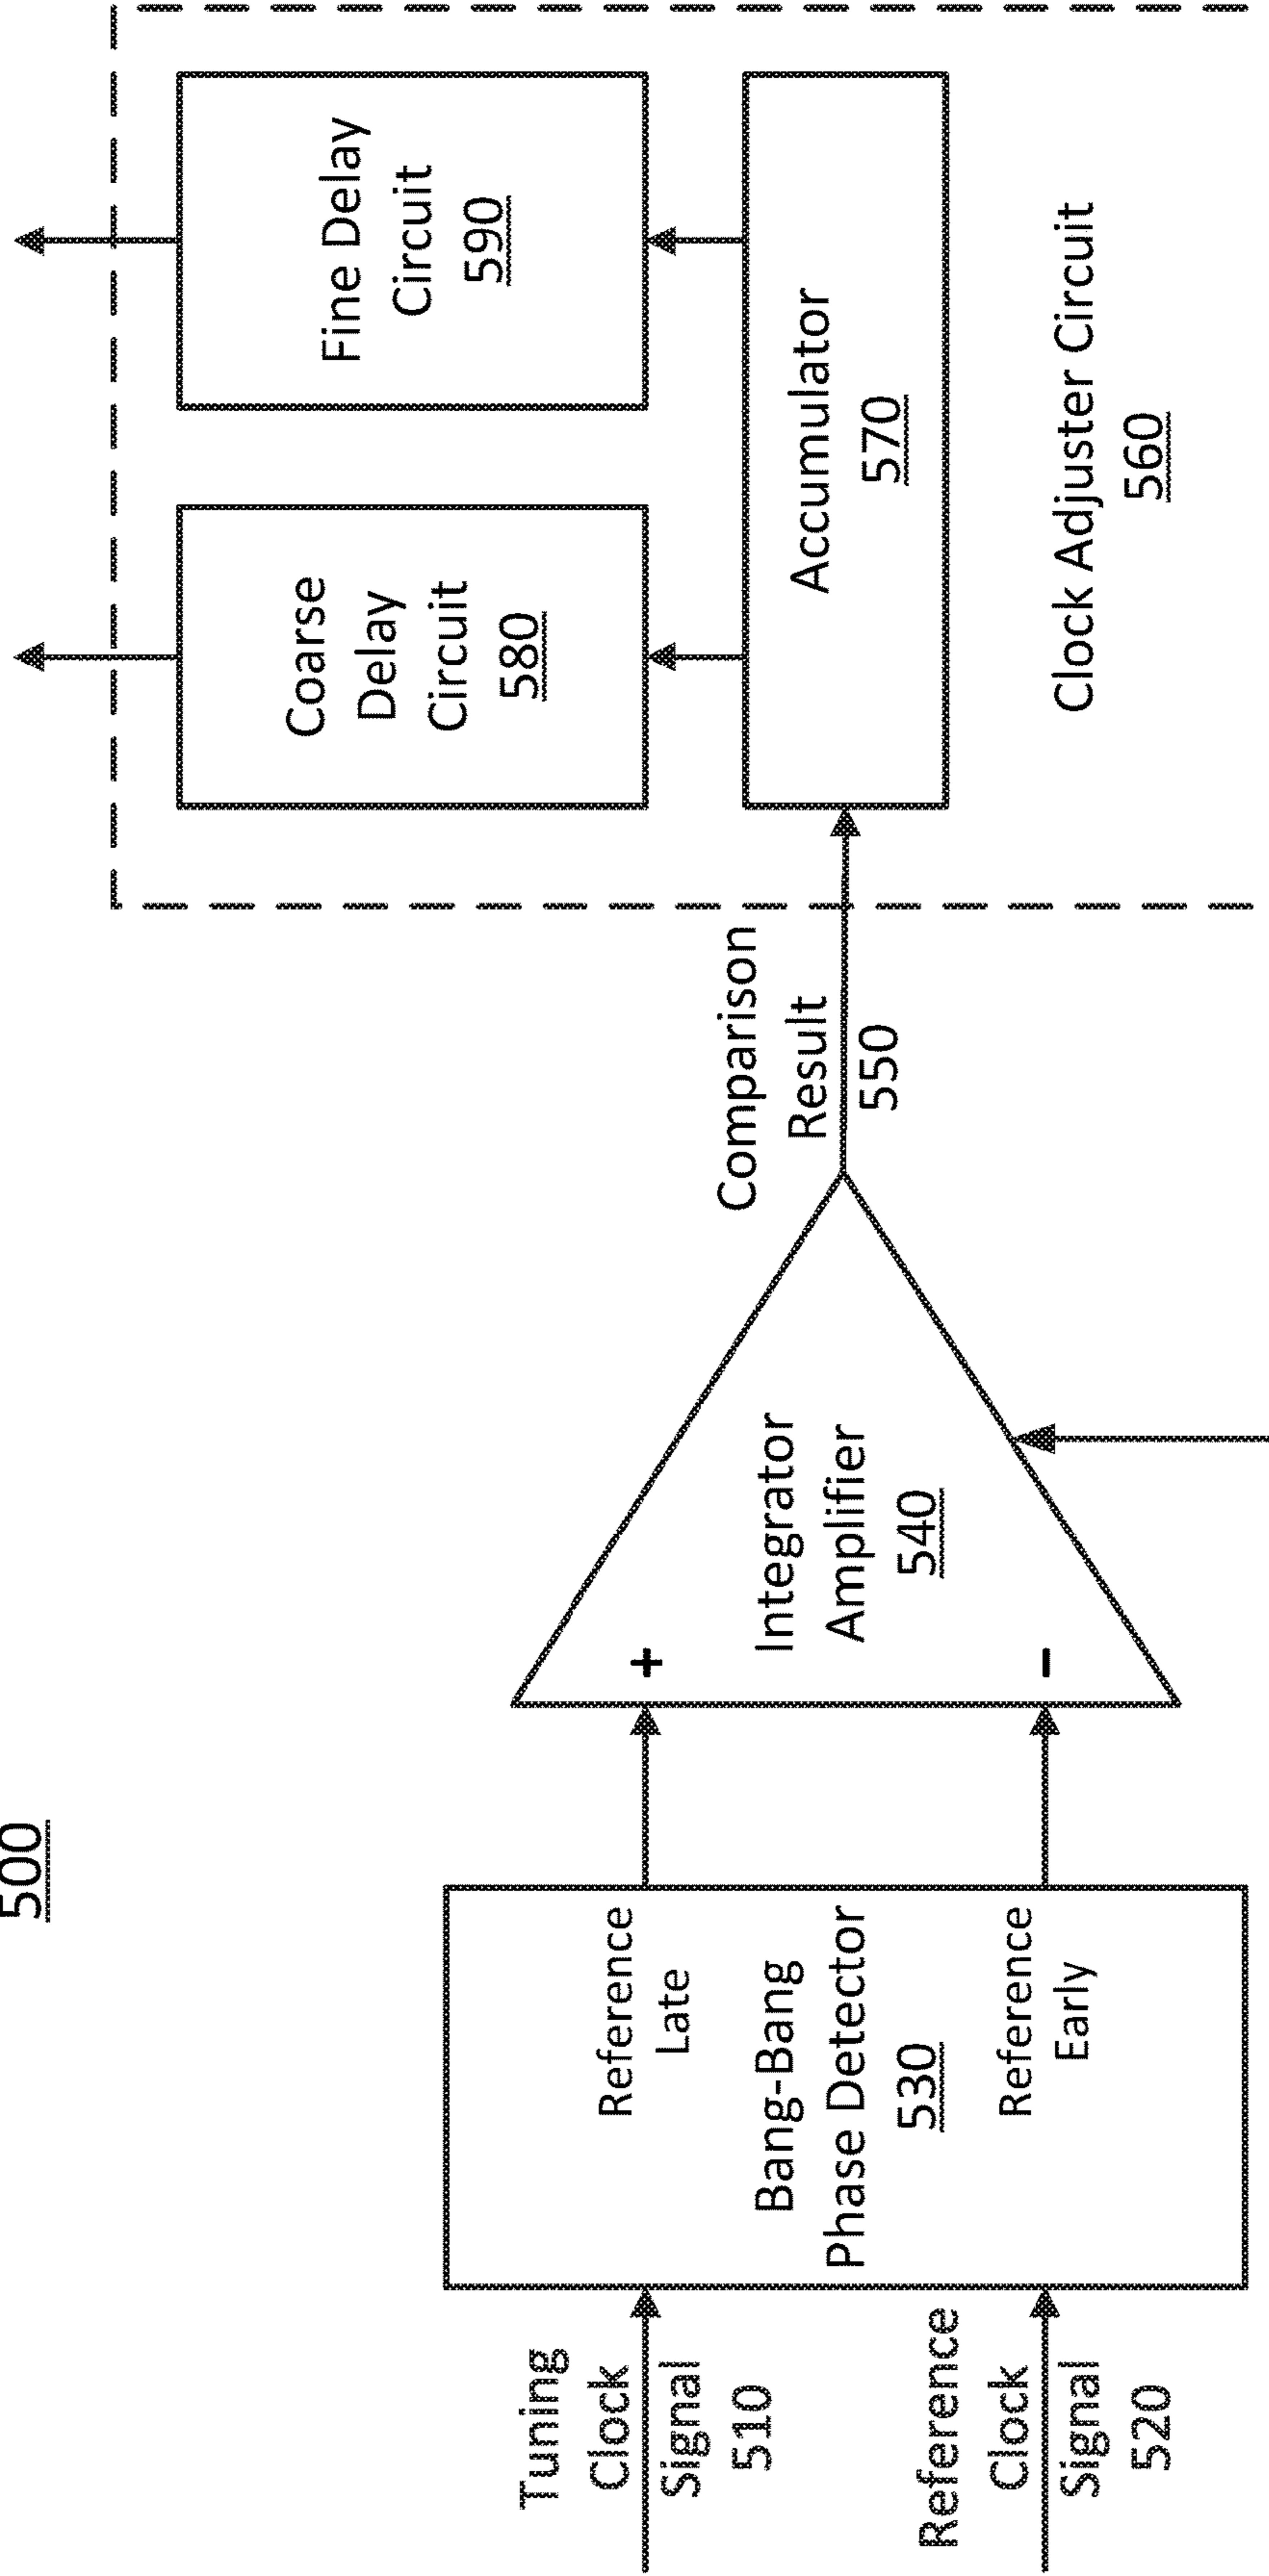 500
Tuning
Clock
Signal
510
Reference
Clock
Signal
520
Reference
Late
Bang-Bang
Phase Detector
530
Reference
Early
+
Integrator
Amplifier
540
–
Comparison
Result
550
Coarse
Delay
Circuit
580
Fine Delay
Circuit
590
Accumulator
570
Clock Adjuster Circuit
560